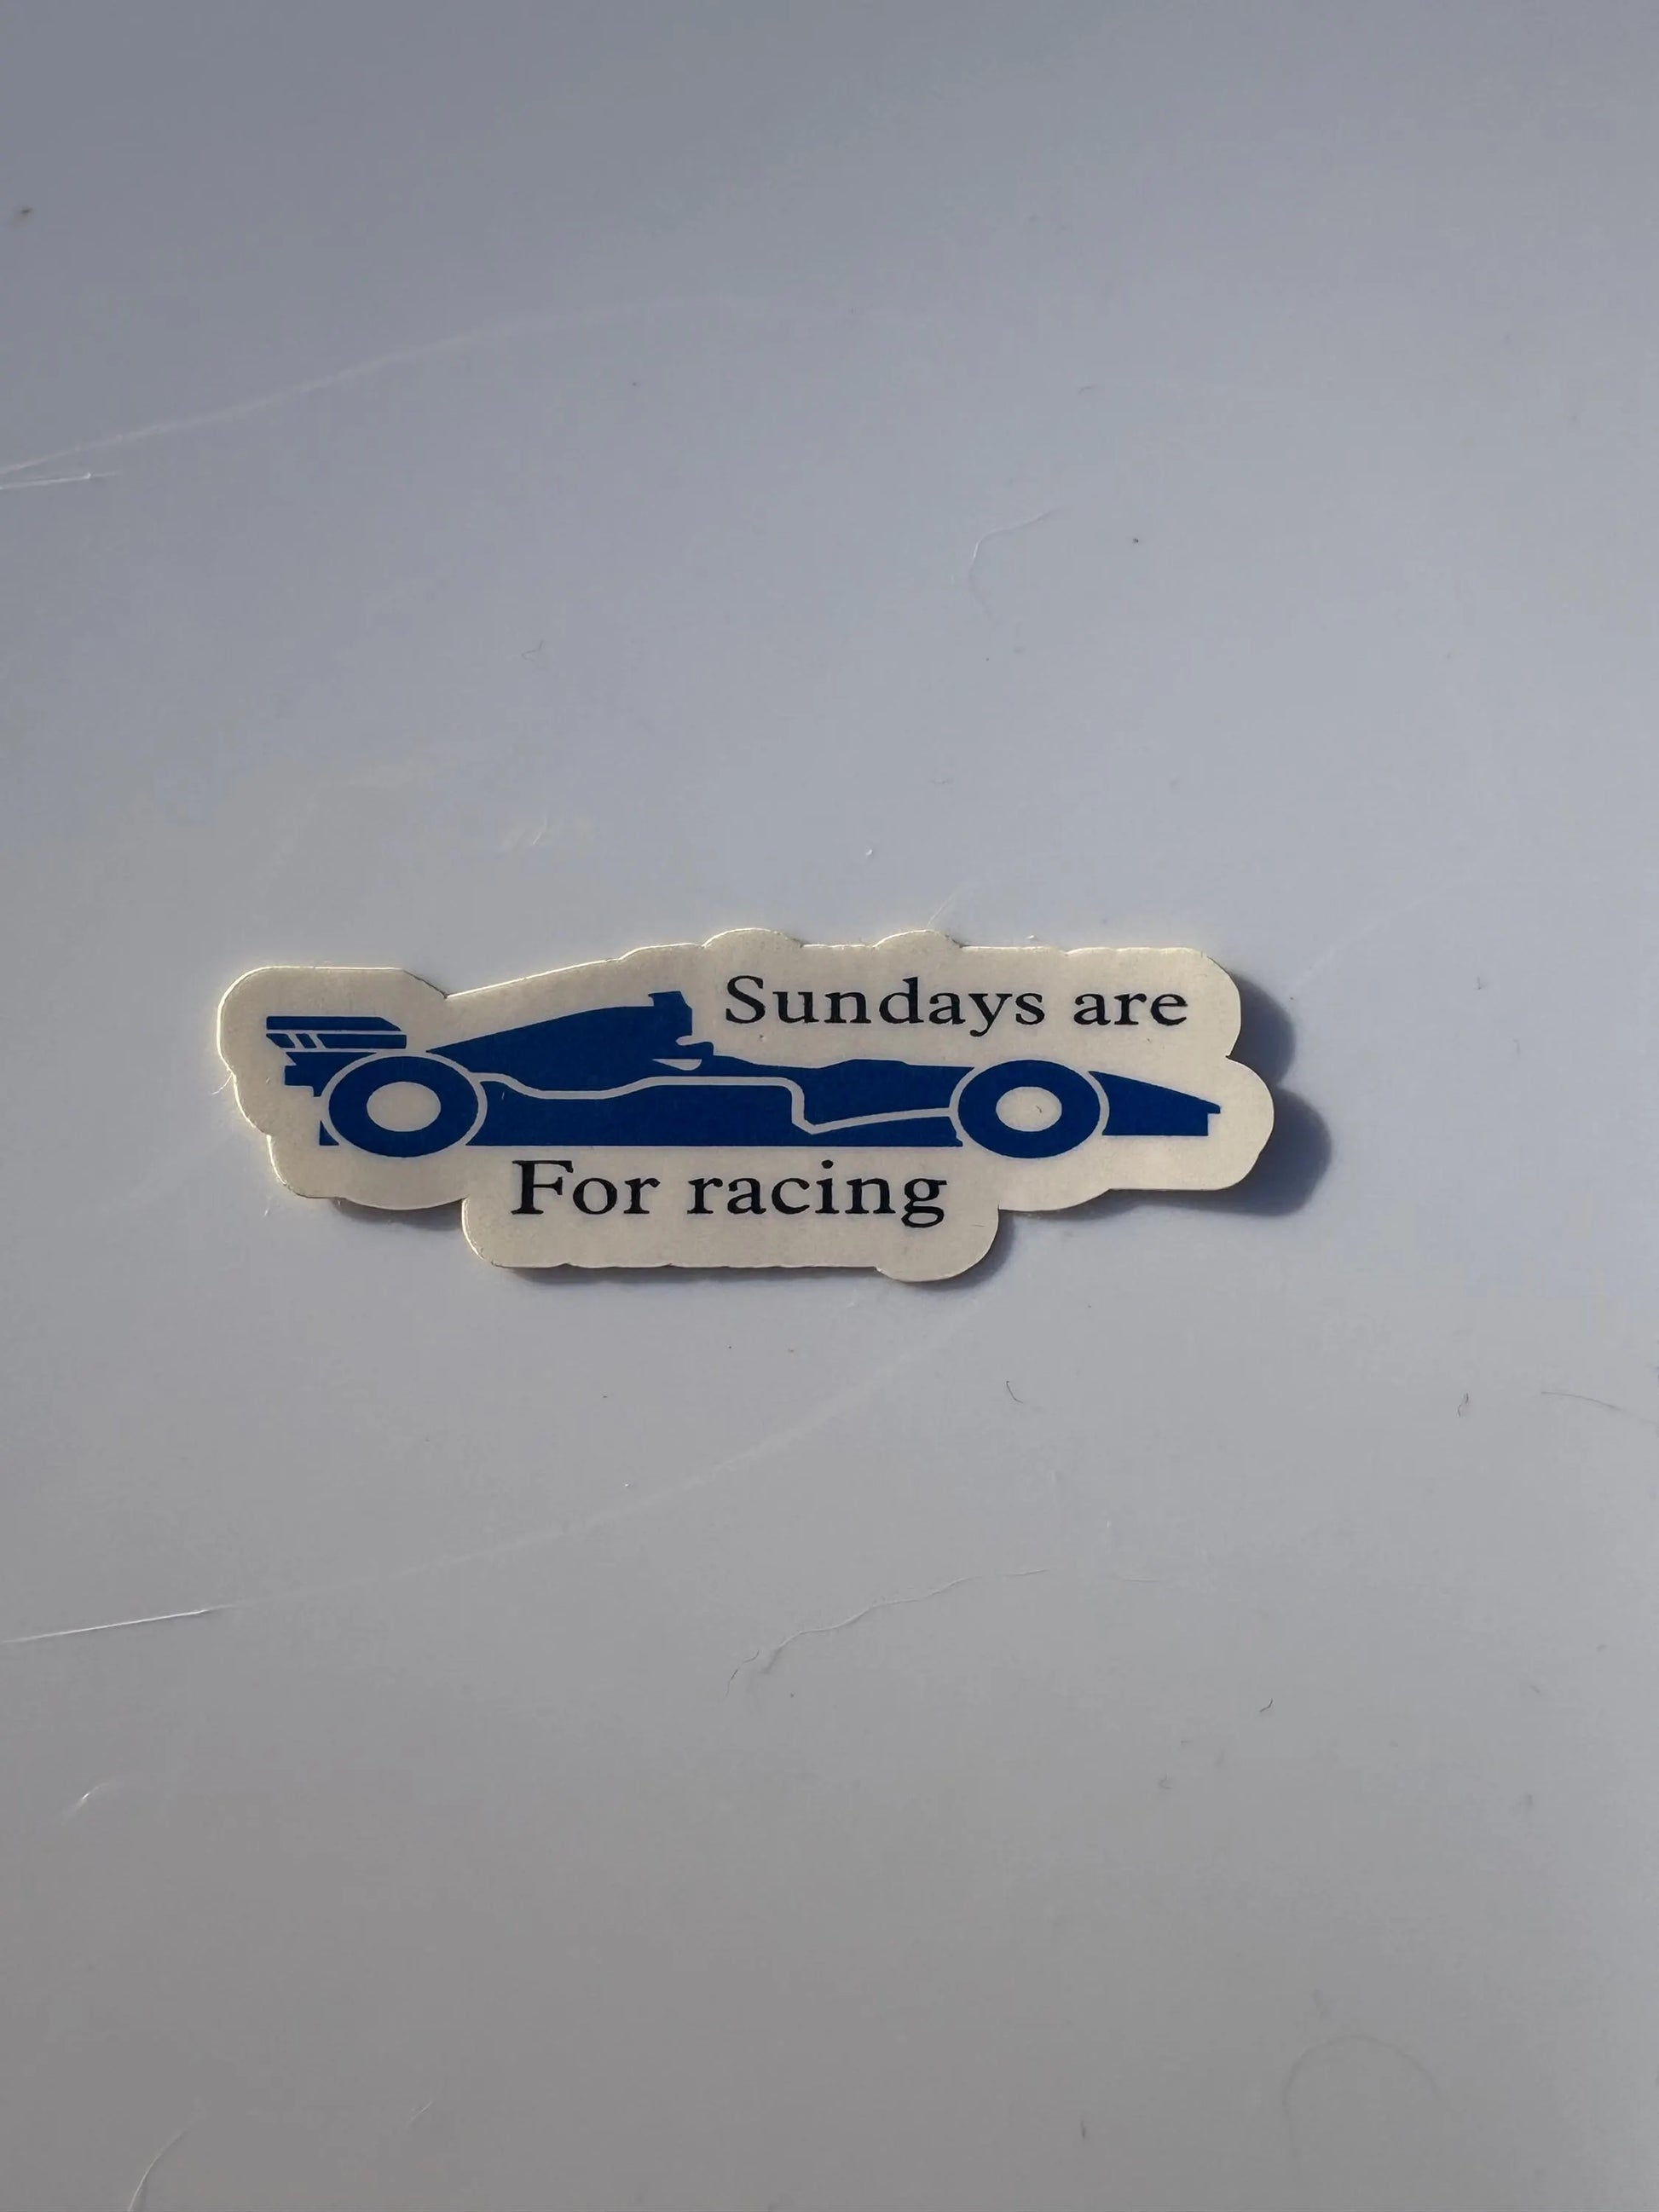 Sundays are
For racing